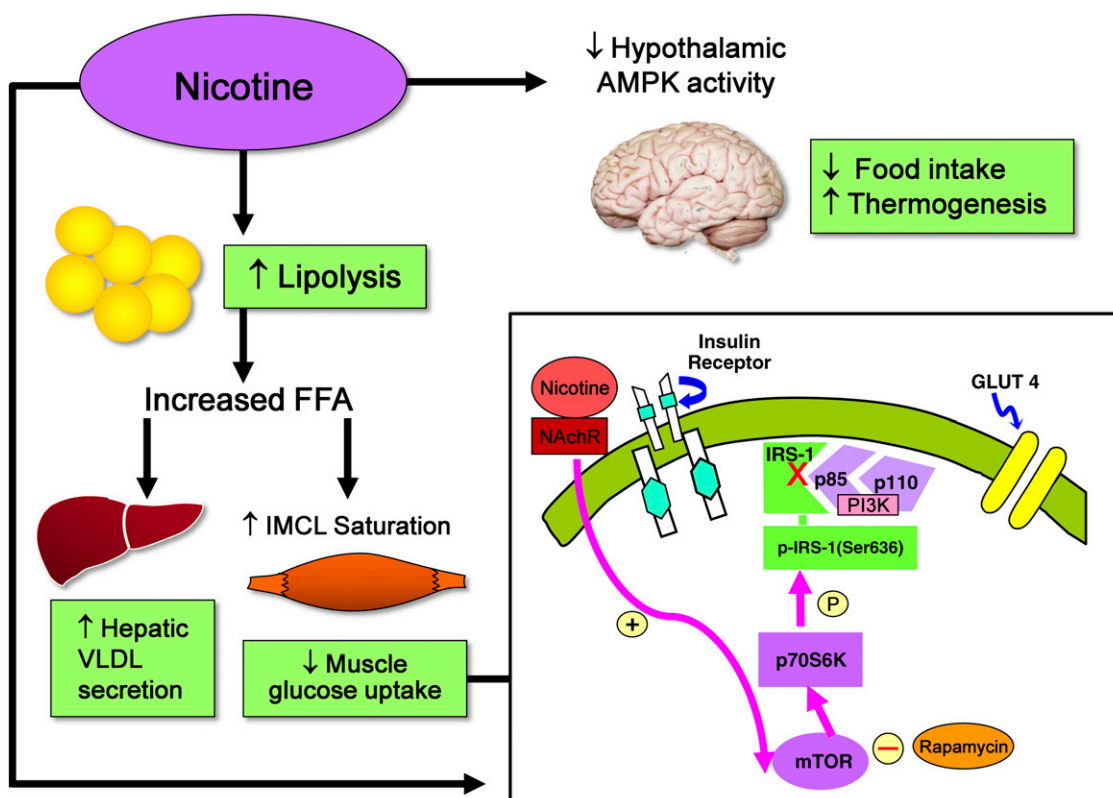 Nicotine
↓ Hypothalamic
AMPK activity
↓ Food intake
↑ Thermogenesis
↑ Lipolysis
Increased FFA
↑ IMCL Saturation
↑ Hepatic
VLDL
secretion
↓ Muscle
glucose uptake
Insulin
Receptor
Nicotine
NAchR
GLUT 4
IRS-1
X
p85
p110
PI3K
p-IRS-1(Ser636)
P
+
p70S6K
mTOR
−
Rapamycin